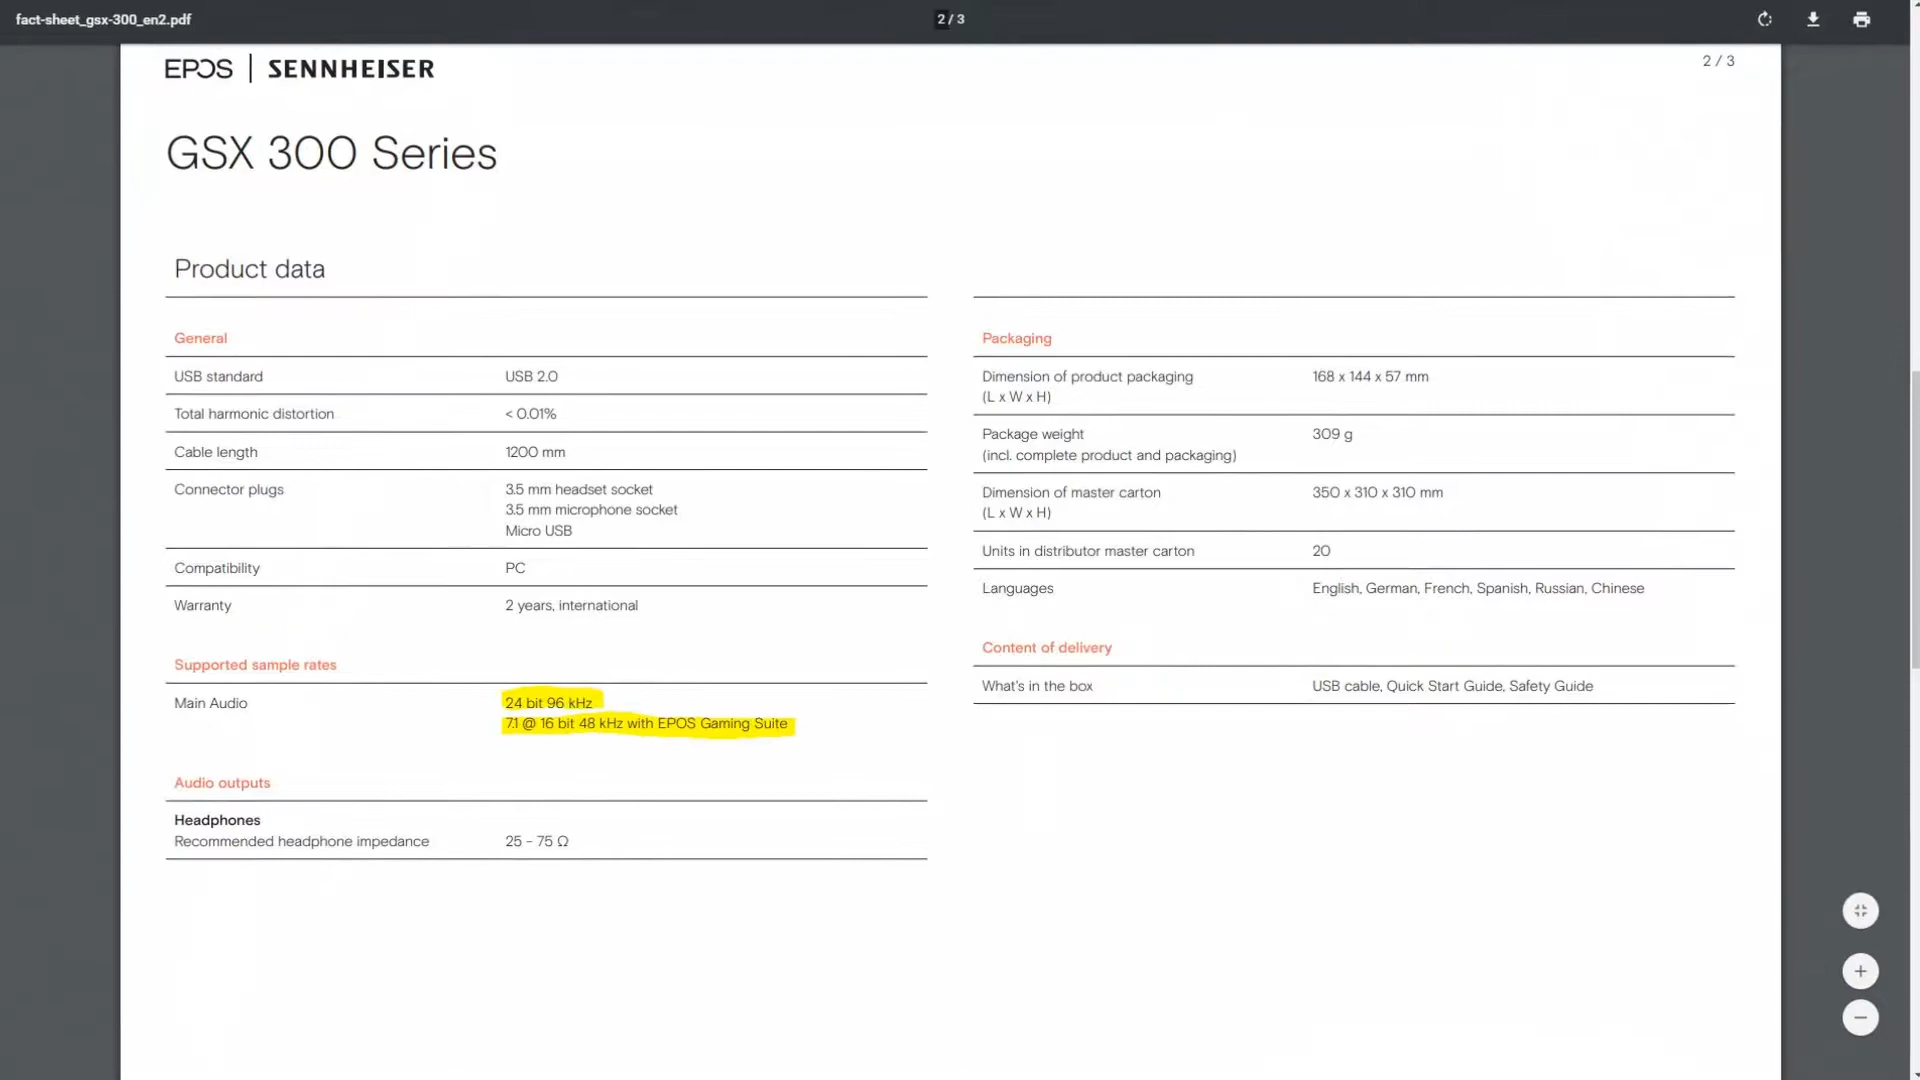 fact-sheet_gsx-300_en2.pdf
2 / 3
EPOS | SENNHEISER
2 / 3
GSX 300 Series
Product data
General
USB standard USB 2.0
Total harmonic distortion < 0.01%
Cable length 1200 mm
Connector plugs 3.5 mm headset socket
3.5 mm microphone socket
Micro USB
Compatibility PC
Warranty 2 years, international
Supported sample rates
Main Audio 24 bit 96 kHz
7.1 @ 16 bit 48 kHz with EPOS Gaming Suite
Audio outputs
Headphones
Recommended headphone impedance 25 – 75 Ω
Packaging
Dimension of product packaging 168 x 144 x 57 mm
(L x W x H)
Package weight 309 g
(incl. complete product and packaging)
Dimension of master carton 350 x 310 x 310 mm
(L x W x H)
Units in distributor master carton 20
Languages English, German, French, Spanish, Russian, Chinese
Content of delivery
What's in the box USB cable, Quick Start Guide, Safety Guide